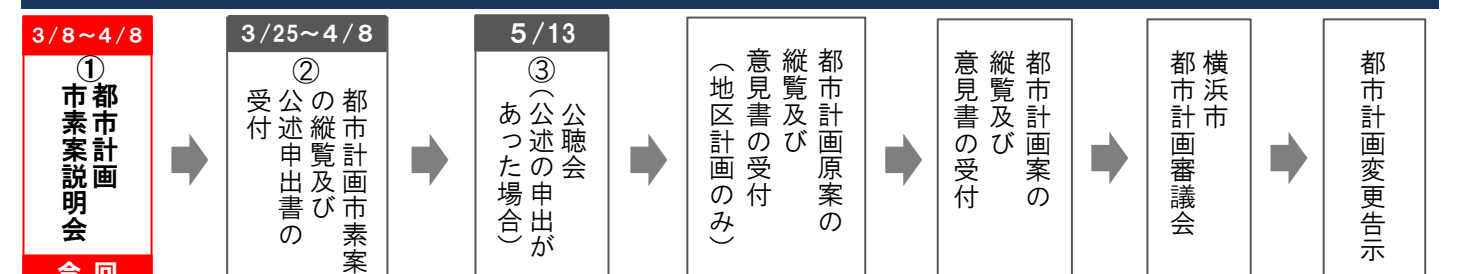 3/8~4/8
①
都市計画
市素案説明会
今回
3/25~4/8
②
都市計画市素案
の縦覧及び
公述申出書の
受付
5/13
③
公聴会
（公述の申出が
あった場合）
都市計画原案の
縦覧及び
意見書の受付
（地区計画のみ）
都市計画案の
縦覧及び
意見書の受付
横浜市
都市計画審議会
都市計画変更告示